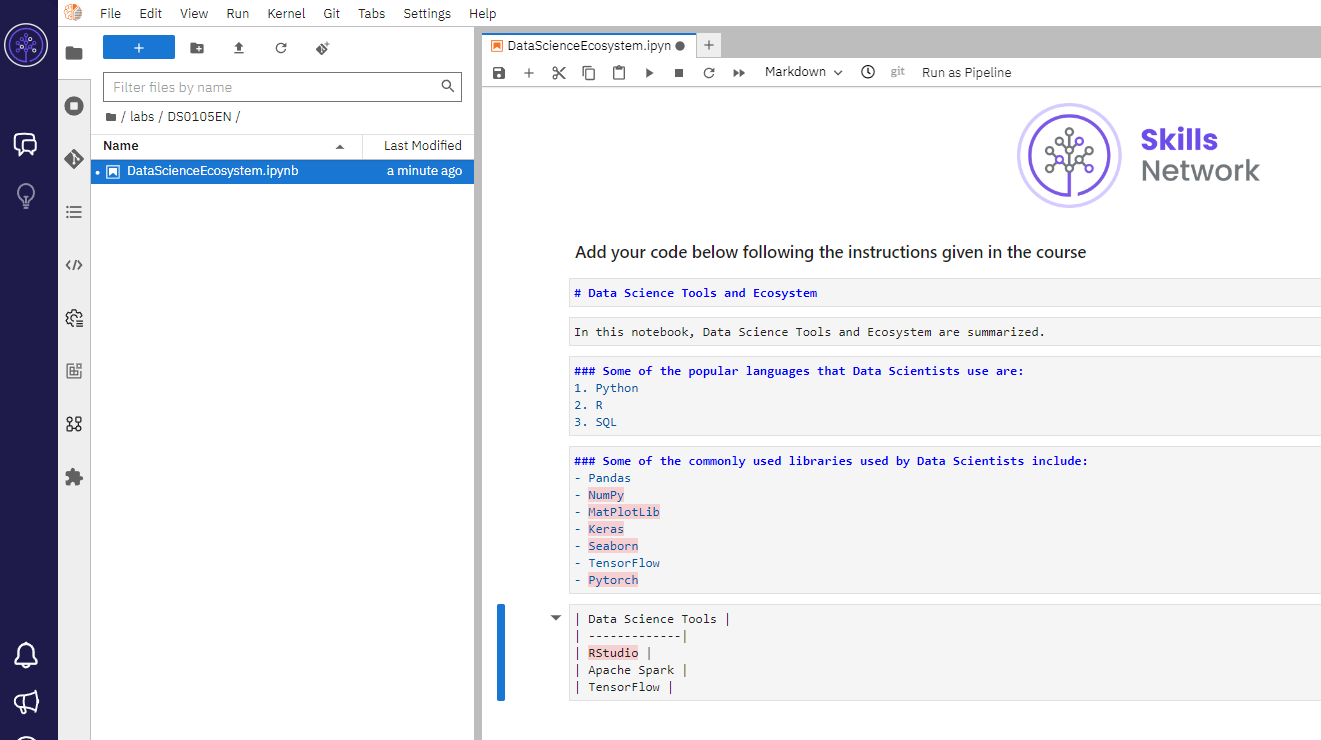 File Edit View Run Kernel Git Tabs Settings Help
DataScienceEcosystem.ipyn
Filter files by name
Markdown
git
Run as Pipeline
/ labs / DS0105EN /
Name
Last Modified
DataScienceEcosystem.ipynb
a minute ago
Skills
Network
Add your code below following the instructions given in the course
# Data Science Tools and Ecosystem
In this notebook, Data Science Tools and Ecosystem are summarized.
### Some of the popular languages that Data Scientists use are:
1. Python
2. R
3. SQL
### Some of the commonly used libraries used by Data Scientists include:
- Pandas
- NumPy
- MatPlotLib
- Keras
- Seaborn
- TensorFlow
- Pytorch
| Data Science Tools |
| -------------|
| RStudio |
| Apache Spark |
| TensorFlow |